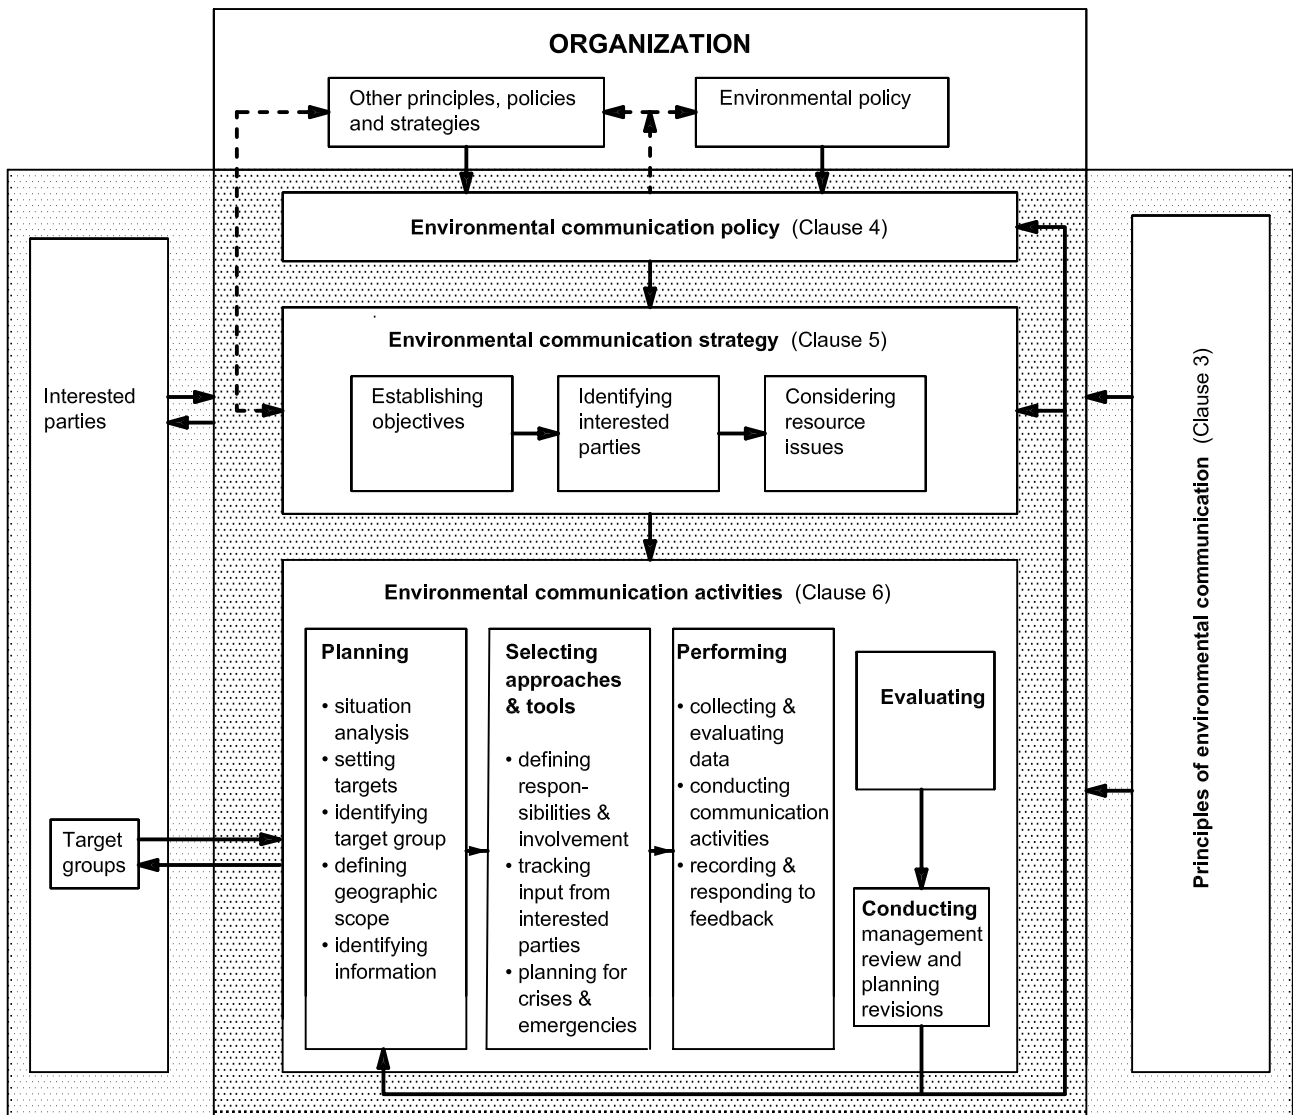 ORGANIZATION
Other principles, policies
and strategies
Environmental policy
Environmental communication policy (Clause 4)
Environmental communication strategy (Clause 5)
Establishing
objectives
Identifying
interested
parties
Considering
resource
issues
Interested
parties
Principles of environmental communication (Clause 3)
Environmental communication activities (Clause 6)
Planning
• situation
analysis
• setting
targets
• identifying
target group
• defining
geographic
scope
• identifying
information
Selecting
approaches
& tools
• defining
respon-
sibilities &
involvement
• tracking
input from
interested
parties
• planning for
crises &
emergencies
Performing
• collecting &
evaluating
data
• conducting
communication
activities
• recording &
responding to
feedback
Evaluating
Conducting
management
review and
planning
revisions
Target
groups